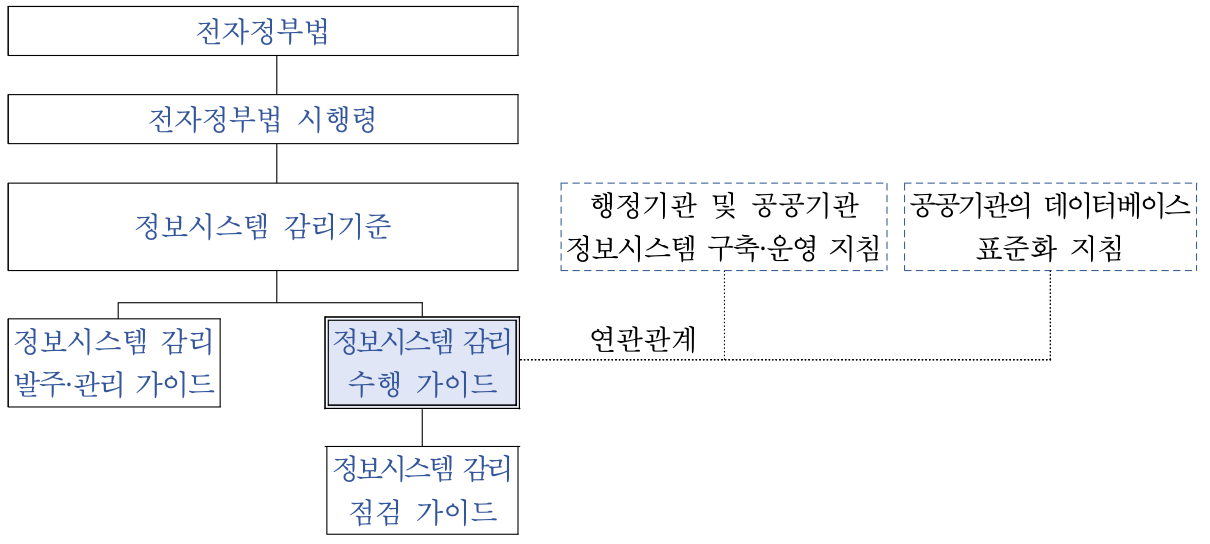 전자정부법
전자정부법 시행령
정보시스템 감리기준
행정기관 및 공공기관
정보시스템 구축·운영 지침
공공기관의 데이터베이스
표준화 지침
정보시스템 감리
발주·관리 가이드
정보시스템 감리
수행 가이드
연관관계
정보시스템 감리
점검 가이드